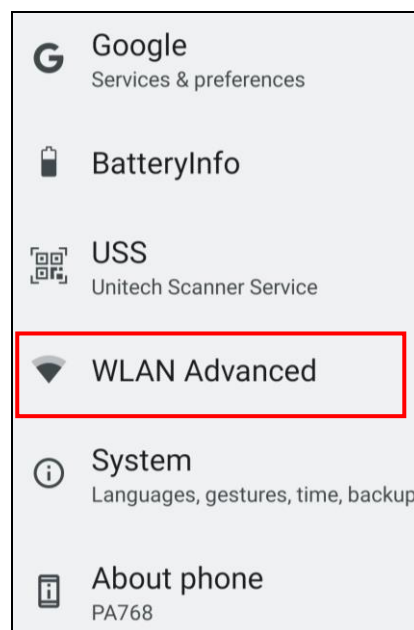 Google
Services & preferences
BatteryInfo
USS
Unitech Scanner Service
WLAN Advanced
System
Languages, gestures, time, backup
About phone
PA768